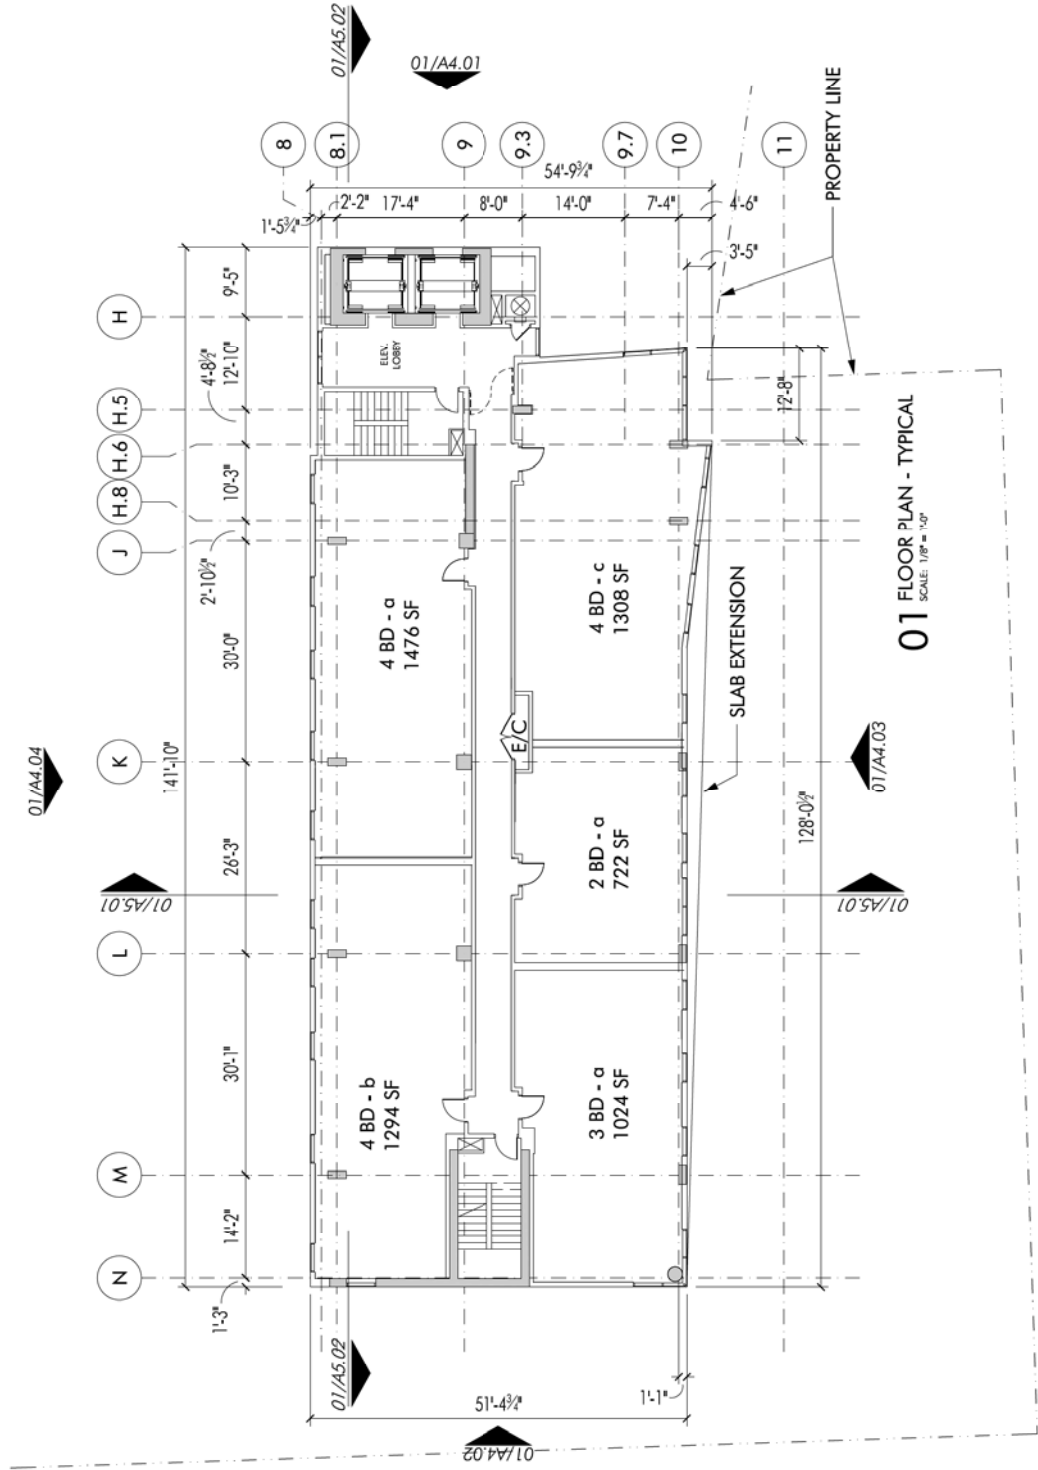 01/A5.02
01/A4.01
PROPERTY LINE
8
8.1
9
9.3
9.7
10
11
54'-9¾"
1'-5¾"
2'-2"
17'-4"
8'-0"
14'-0"
7'-4"
4'-6"
3'-5"
H
H.5
H.6
H.8
J
K
L
M
N
9'-5"
12'-10"
4'-8½"
10'-3"
2'-10½"
30'-0"
26'-3"
30'-1"
14'-2"
1'-3"
141'-10"
ELEV.
LOBBY
12'-8"
128'-0½"
4 BD - a
1476 SF
4 BD - c
1308 SF
E/C
2 BD - a
722 SF
4 BD - b
1294 SF
3 BD - a
1024 SF
SLAB EXTENSION
01 FLOOR PLAN - TYPICAL
SCALE: 1/8" = 1'-0"
01/A4.04
01/A4.03
01/A5.01
01/A5.01
01/A5.02
51'-4¾"
1'-1"
01/A4.02